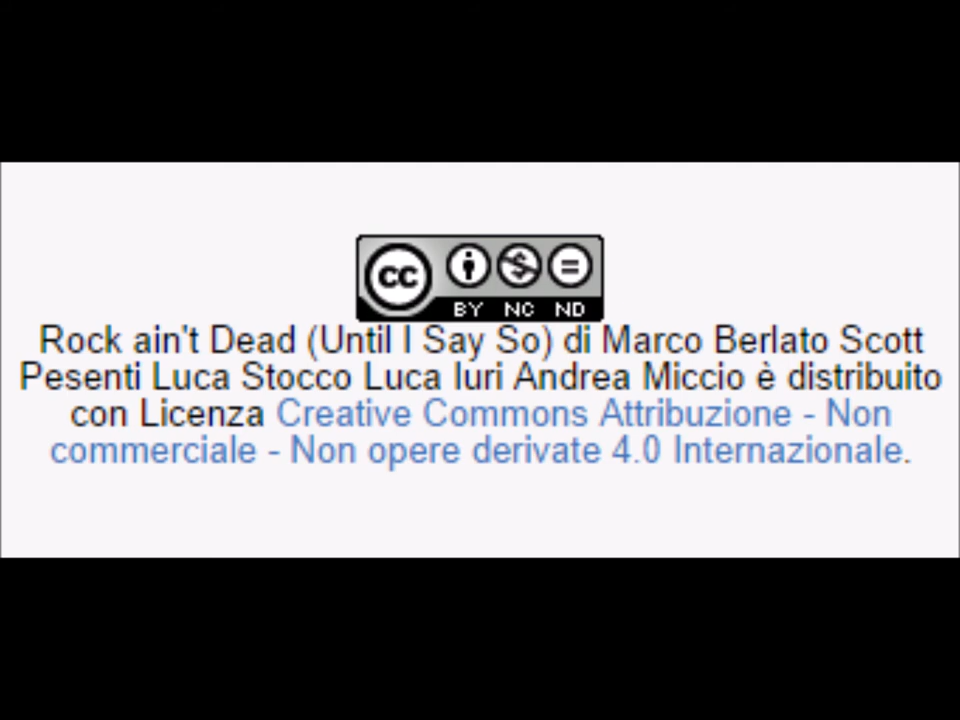 cc BY NC ND
Rock ain't Dead (Until I Say So) di Marco Berlato Scott
Pesenti Luca Stocco Luca Iuri Andrea Miccio è distribuito
con Licenza Creative Commons Attribuzione - Non
commerciale - Non opere derivate 4.0 Internazionale.